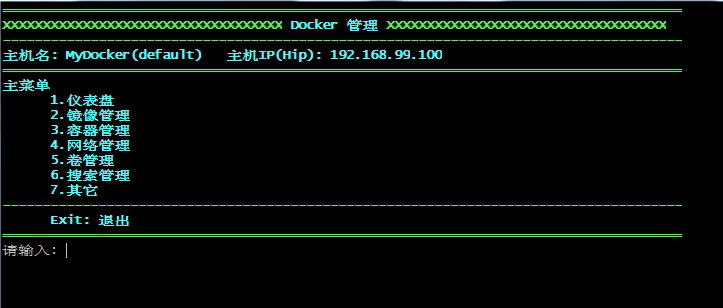 XXXXXXXXXXXXXXXXXXXXXXXXXXXXXXXXXXX Docker 管理 XXXXXXXXXXXXXXXXXXXXXXXXXXXXXXXXXXX
主机名: MyDocker(default) 主机IP(Hip): 192.168.99.100
主菜单
1.仪表盘
2.镜像管理
3.容器管理
4.网络管理
5.卷管理
6.搜索管理
7.其它
Exit: 退出
请输入: